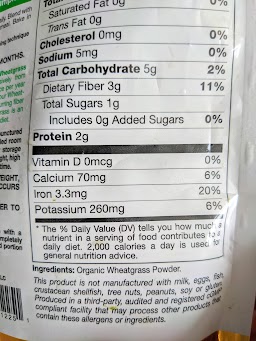 Saturated Fat 0g 0%
Trans Fat 0g
Cholesterol 0mg 0%
Sodium 5mg 0%
Total Carbohydrate 5g 2%
Dietary Fiber 3g 11%
Total Sugars 1g
Includes 0g Added Sugars 0%
Protein 2g
Vitamin D 0mcg 0%
Calcium 70mg 6%
Iron 3.3mg 20%
Potassium 260mg 6%
* The % Daily Value (DV) tells you how much a
nutrient in a serving of food contributes to a
daily diet. 2,000 calories a day is used for
general nutrition advice.
Ingredients: Organic Wheatgrass Powder.
This product is not manufactured with milk, eggs, fish,
crustacean shellfish, tree nuts, peanuts, soy or gluten.
Produced in a third-party, audited and registered cGMP
compliant facility that may process other products that
contain these allergens or ingredients.